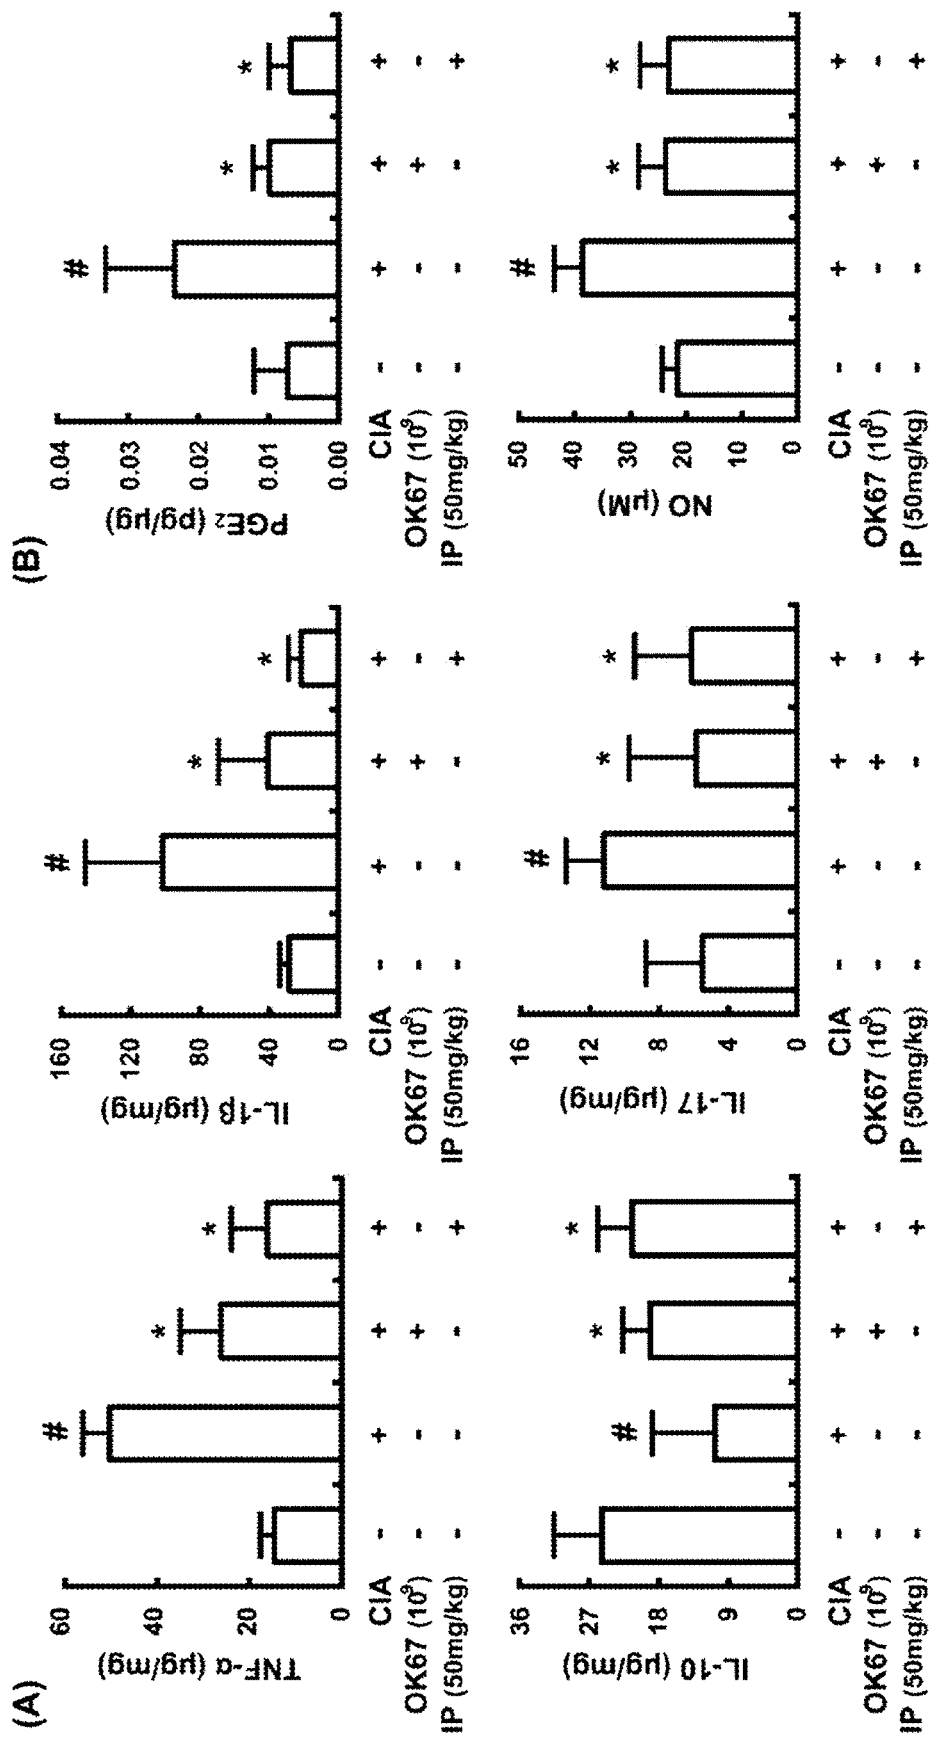 (A)
TNF-α (μg/mg)
60
40
20
0
#
*
*
CIA - + + +
OK67 (10⁹) - - + -
IP (50mg/kg) - - - +
IL-1β (μg/mg)
160
120
80
40
0
#
*
*
CIA - + + +
OK67 (10⁹) - - + -
IP (50mg/kg) - - - +
IL-10 (μg/mg)
36
27
18
9
0
#
*
*
CIA - + + +
OK67 (10⁹) - - + -
IP (50mg/kg) - - - +
IL-17 (μg/mg)
16
12
8
4
0
#
*
*
CIA - + + +
OK67 (10⁹) - - + -
IP (50mg/kg) - - - +
(B)
PGE₂ (pg/μg)
0.04
0.03
0.02
0.01
0.00
#
*
*
CIA - + + +
OK67 (10⁹) - - + -
IP (50mg/kg) - - - +
NO (μM)
50
40
30
20
10
0
#
*
*
CIA - + + +
OK67 (10⁹) - - + -
IP (50mg/kg) - - - +